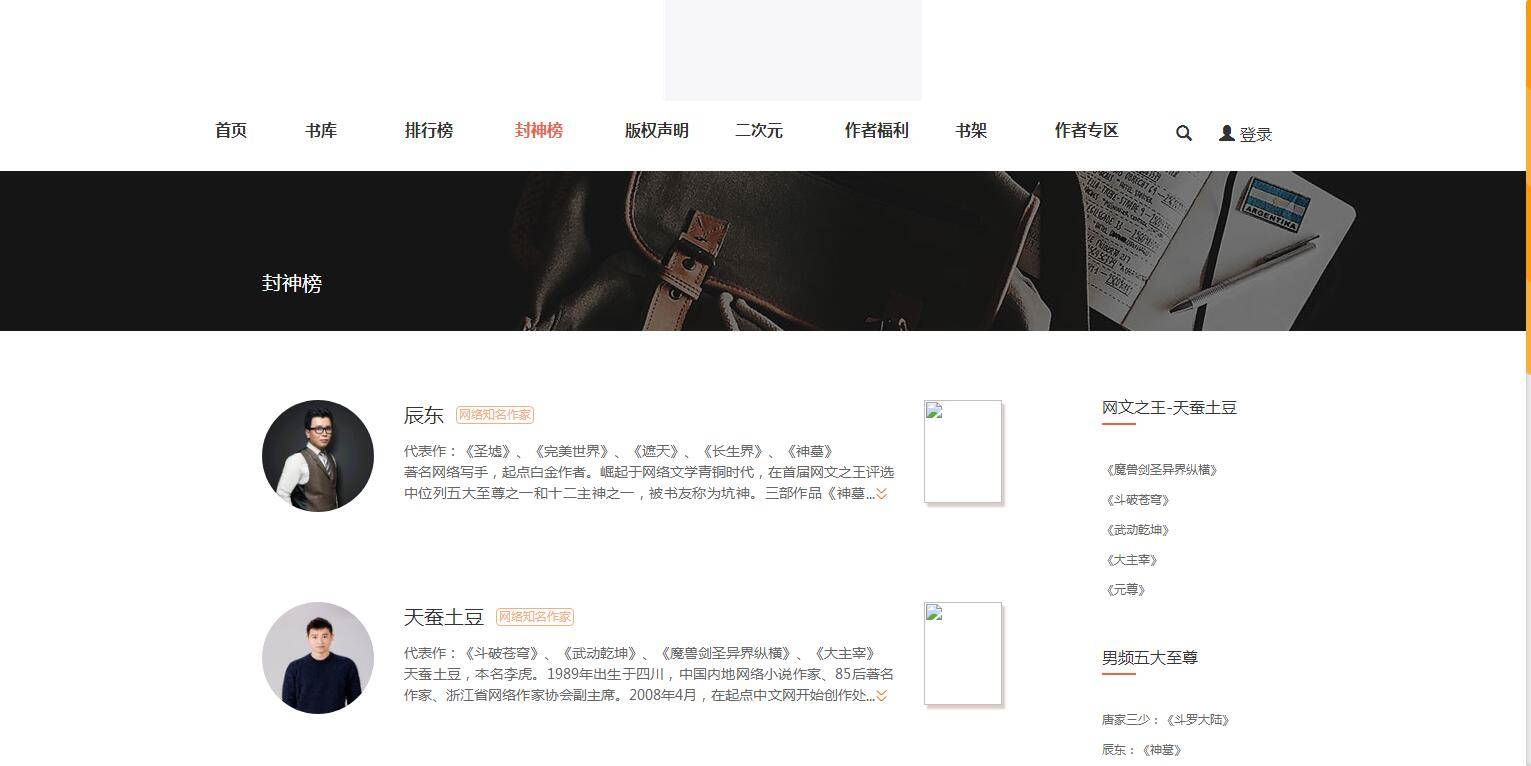 首页 书库 排行榜 封神榜 版权声明 二次元 作者福利 书架 作者专区 登录
ARGENTINA
封神榜
辰东 网络知名作家
代表作：《圣墟》、《完美世界》、《遮天》、《长生界》、《神墓》
著名网络写手，起点白金作者。崛起于网络文学青铜时代，在首届网文之王评选
中位列五大至尊之一和十二主神之一，被书友称为坑神。三部作品《神墓...
天蚕土豆 网络知名作家
代表作：《斗破苍穹》、《武动乾坤》、《魔兽剑圣异界纵横》、《大主宰》
天蚕土豆，本名李虎。1989年出生于四川，中国内地网络小说作家、85后著名
作家、浙江省网络作家协会副主席。2008年4月，在起点中文网开始创作处...
网文之王-天蚕土豆
《魔兽剑圣异界纵横》
《斗破苍穹》
《武动乾坤》
《大主宰》
《元尊》
男频五大至尊
唐家三少：《斗罗大陆》
辰东：《神墓》